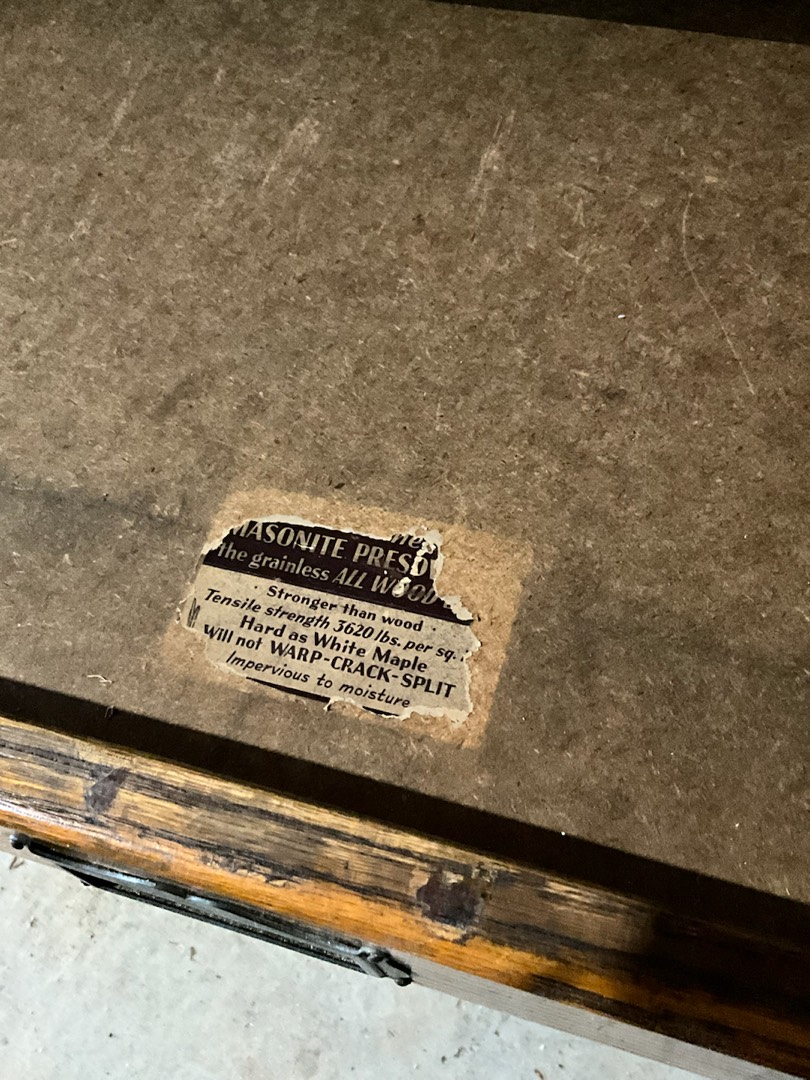 MASONITE PRESD
the grainless ALL WOOD
· Stronger than wood ·
Tensile strength 3620 lbs. per sq.
Hard as White Maple
Will not WARP-CRACK-SPLIT
Impervious to moisture